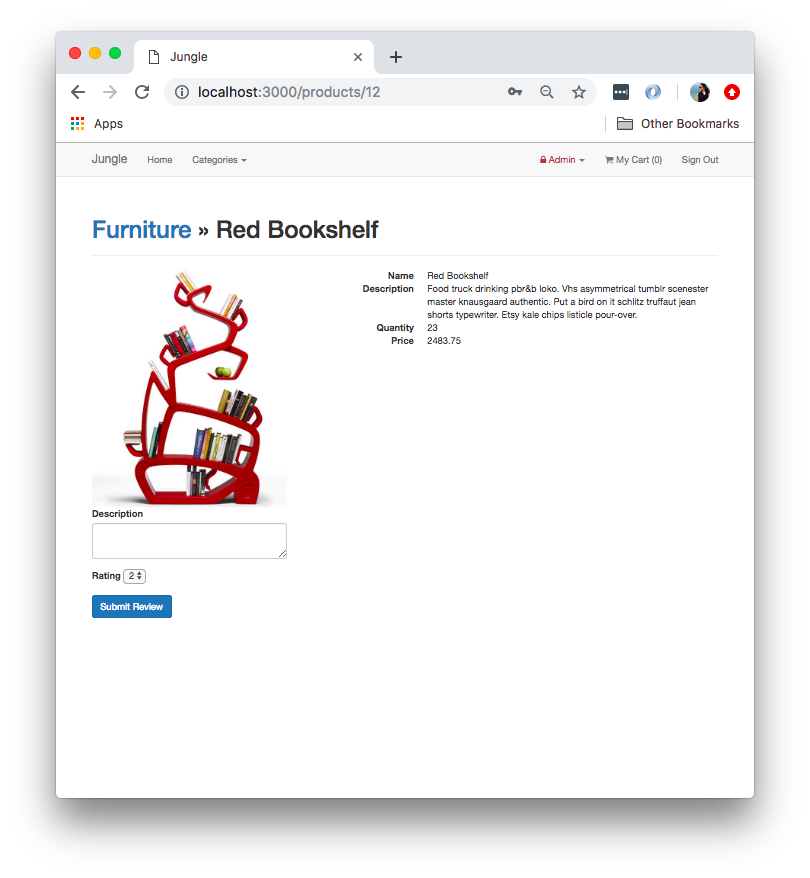 Jungle
localhost:3000/products/12
Apps
Other Bookmarks
Jungle Home Categories Admin My Cart (0) Sign Out
Furniture » Red Bookshelf
Name Red Bookshelf
Description Food truck drinking pbr&b loko. Vhs asymmetrical tumblr scenester
master knausgaard authentic. Put a bird on it schlitz truffaut jean
shorts typewriter. Etsy kale chips listicle pour-over.
Quantity 23
Price 2483.75
Description
Rating 2
Submit Review